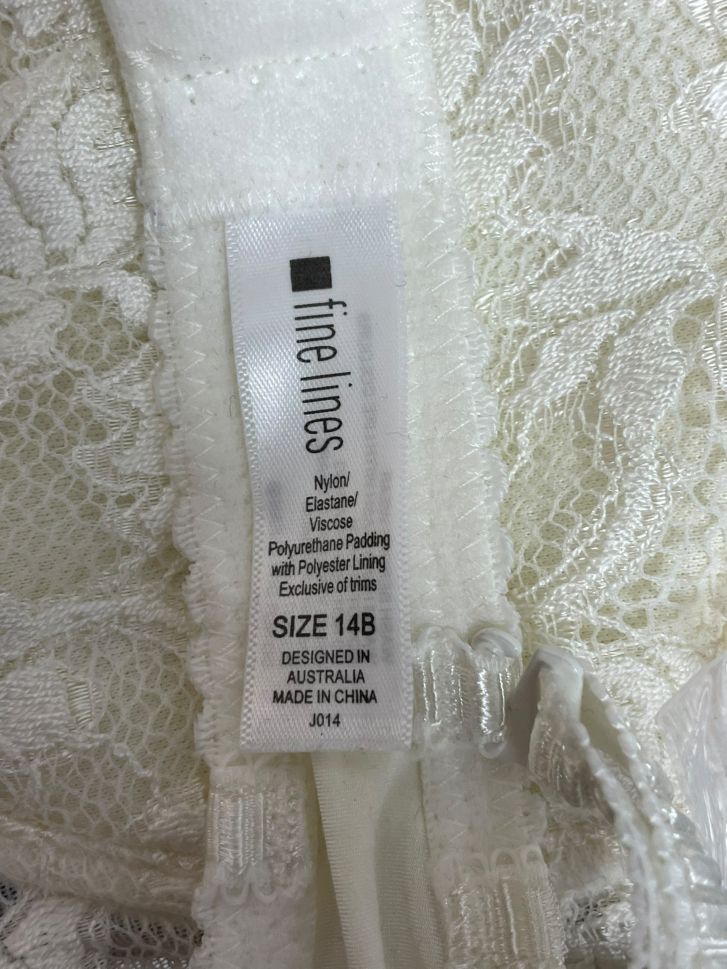 fine lines
Nylon/
Elastane/
Viscose
Polyurethane Padding
with Polyester Lining
Exclusive of trims
SIZE 14B
DESIGNED IN
AUSTRALIA
MADE IN CHINA
J014